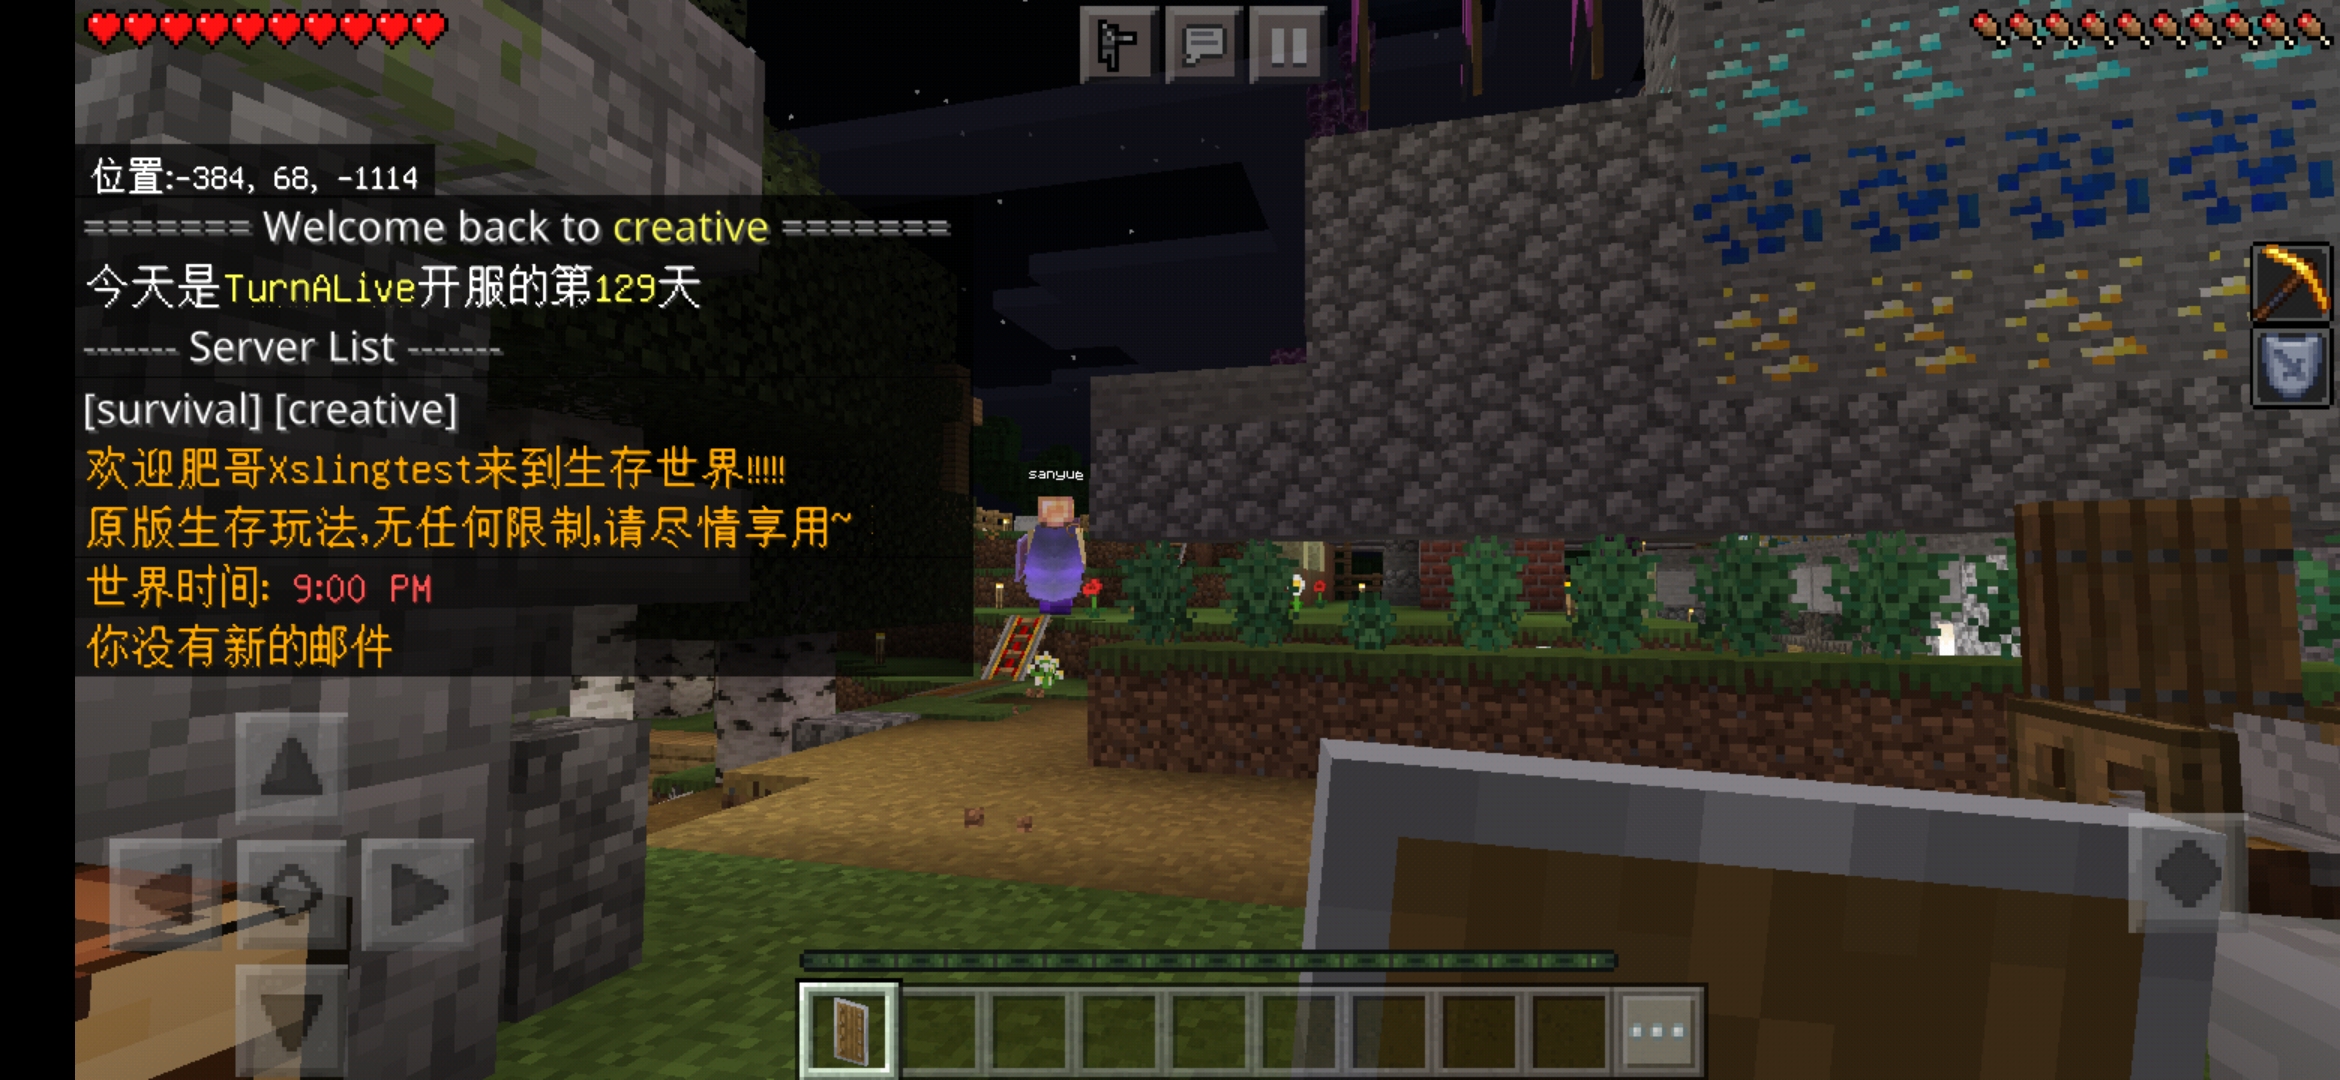 位置:-384, 68, -1114
======= Welcome back to creative =======
今天是TurnALive开服的第129天
------- Server List -------
[survival] [creative]
欢迎肥哥Xslingtest来到生存世界!!!!!
原版生存玩法,无任何限制,请尽情享用~
世界时间: 9:00 PM
你没有新的邮件
sanyue